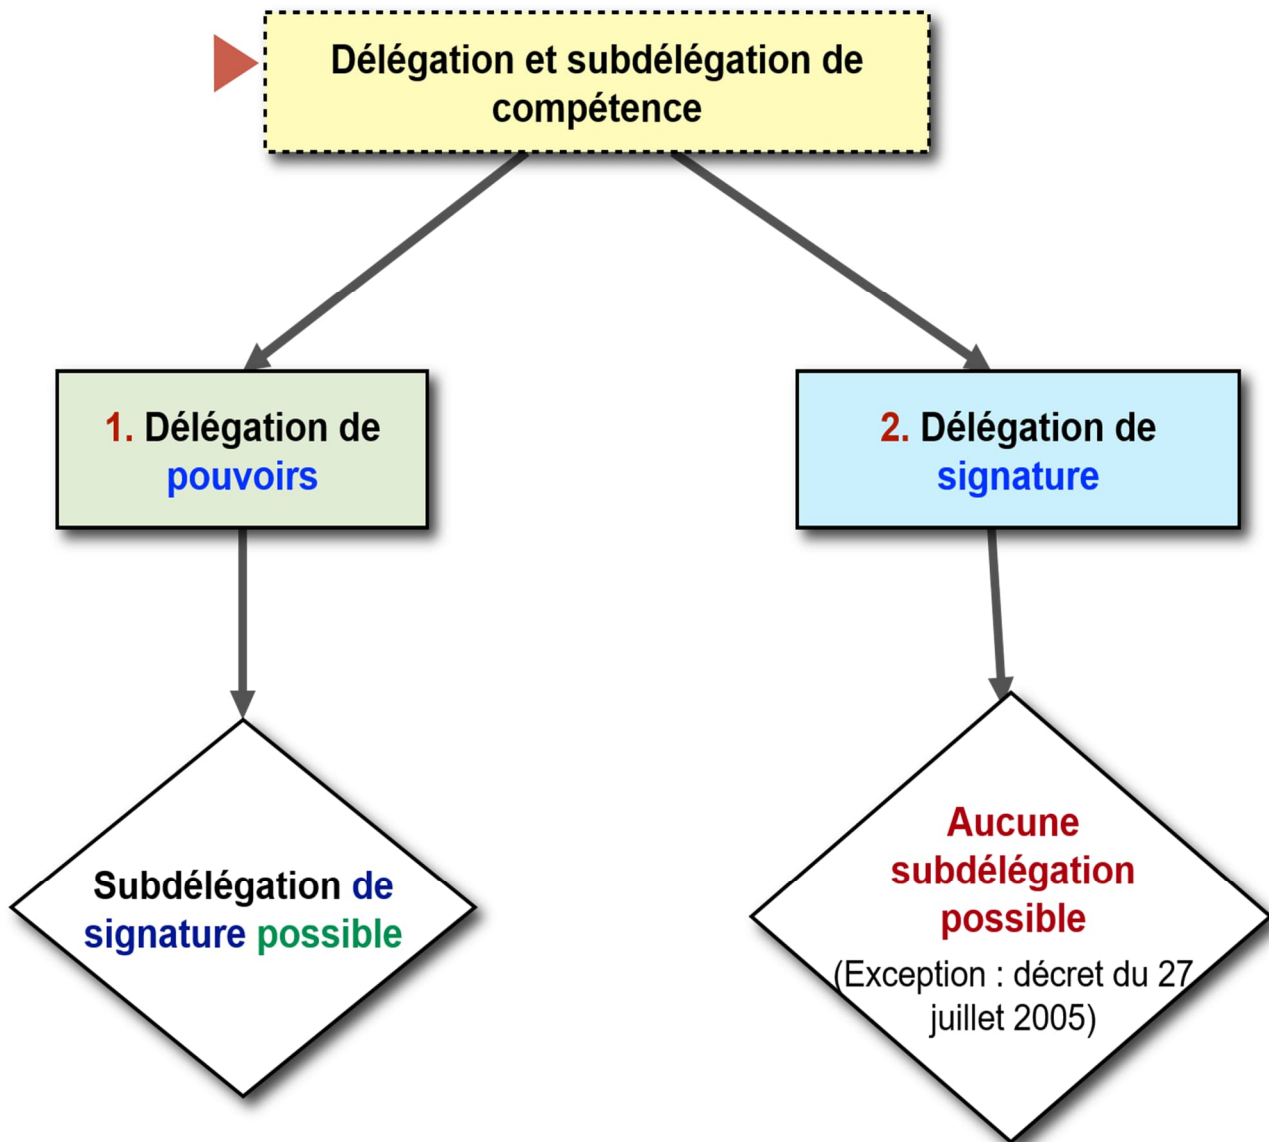 Délégation et subdélégation de
compétence
1. Délégation de
pouvoirs
2. Délégation de
signature
Subdélégation de
signature possible
Aucune
subdélégation
possible
(Exception : décret du 27
juillet 2005)